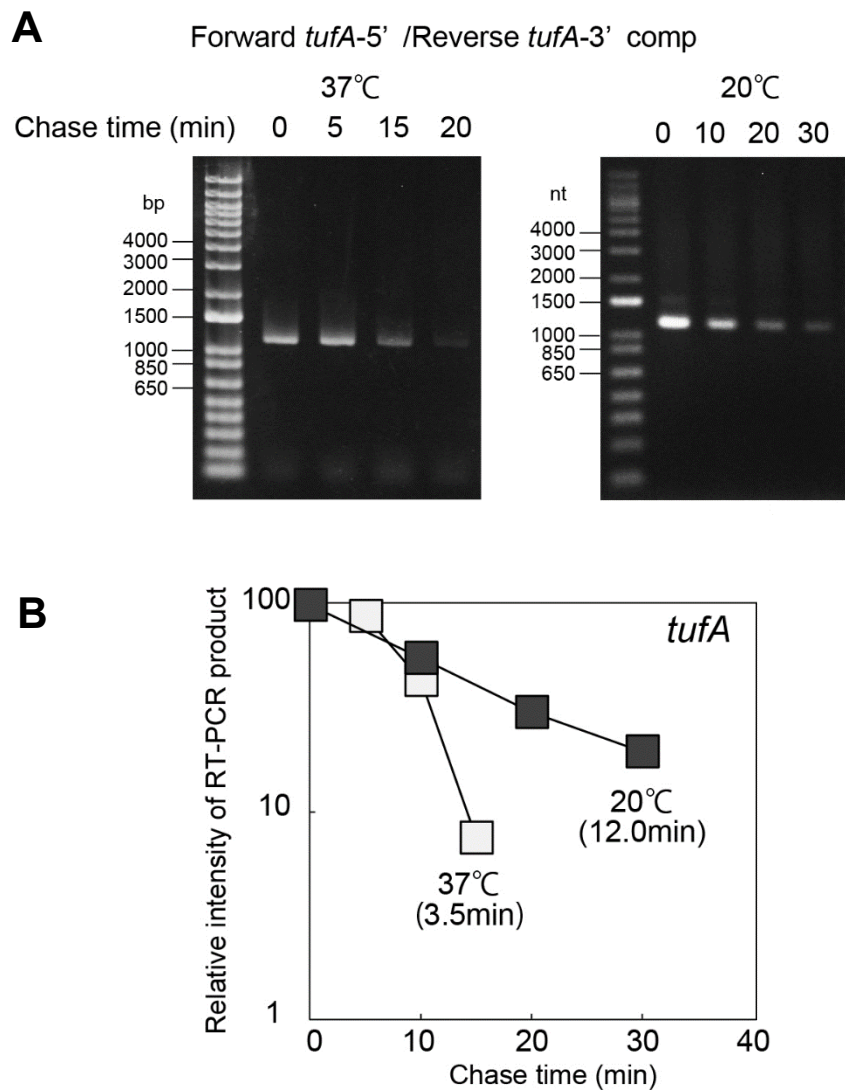 A
Forward tufA-5' /Reverse tufA-3' comp
37℃
Chase time (min) 0 5 15 20
bp
4000
3000
2000
1500
1000
850
650
20℃
0 10 20 30
nt
4000
3000
2000
1500
1000
850
650
B
Relative intensity of RT-PCR product
100
10
1
tufA
20℃
(12.0min)
37℃
(3.5min)
0 10 20 30 40
Chase time (min)